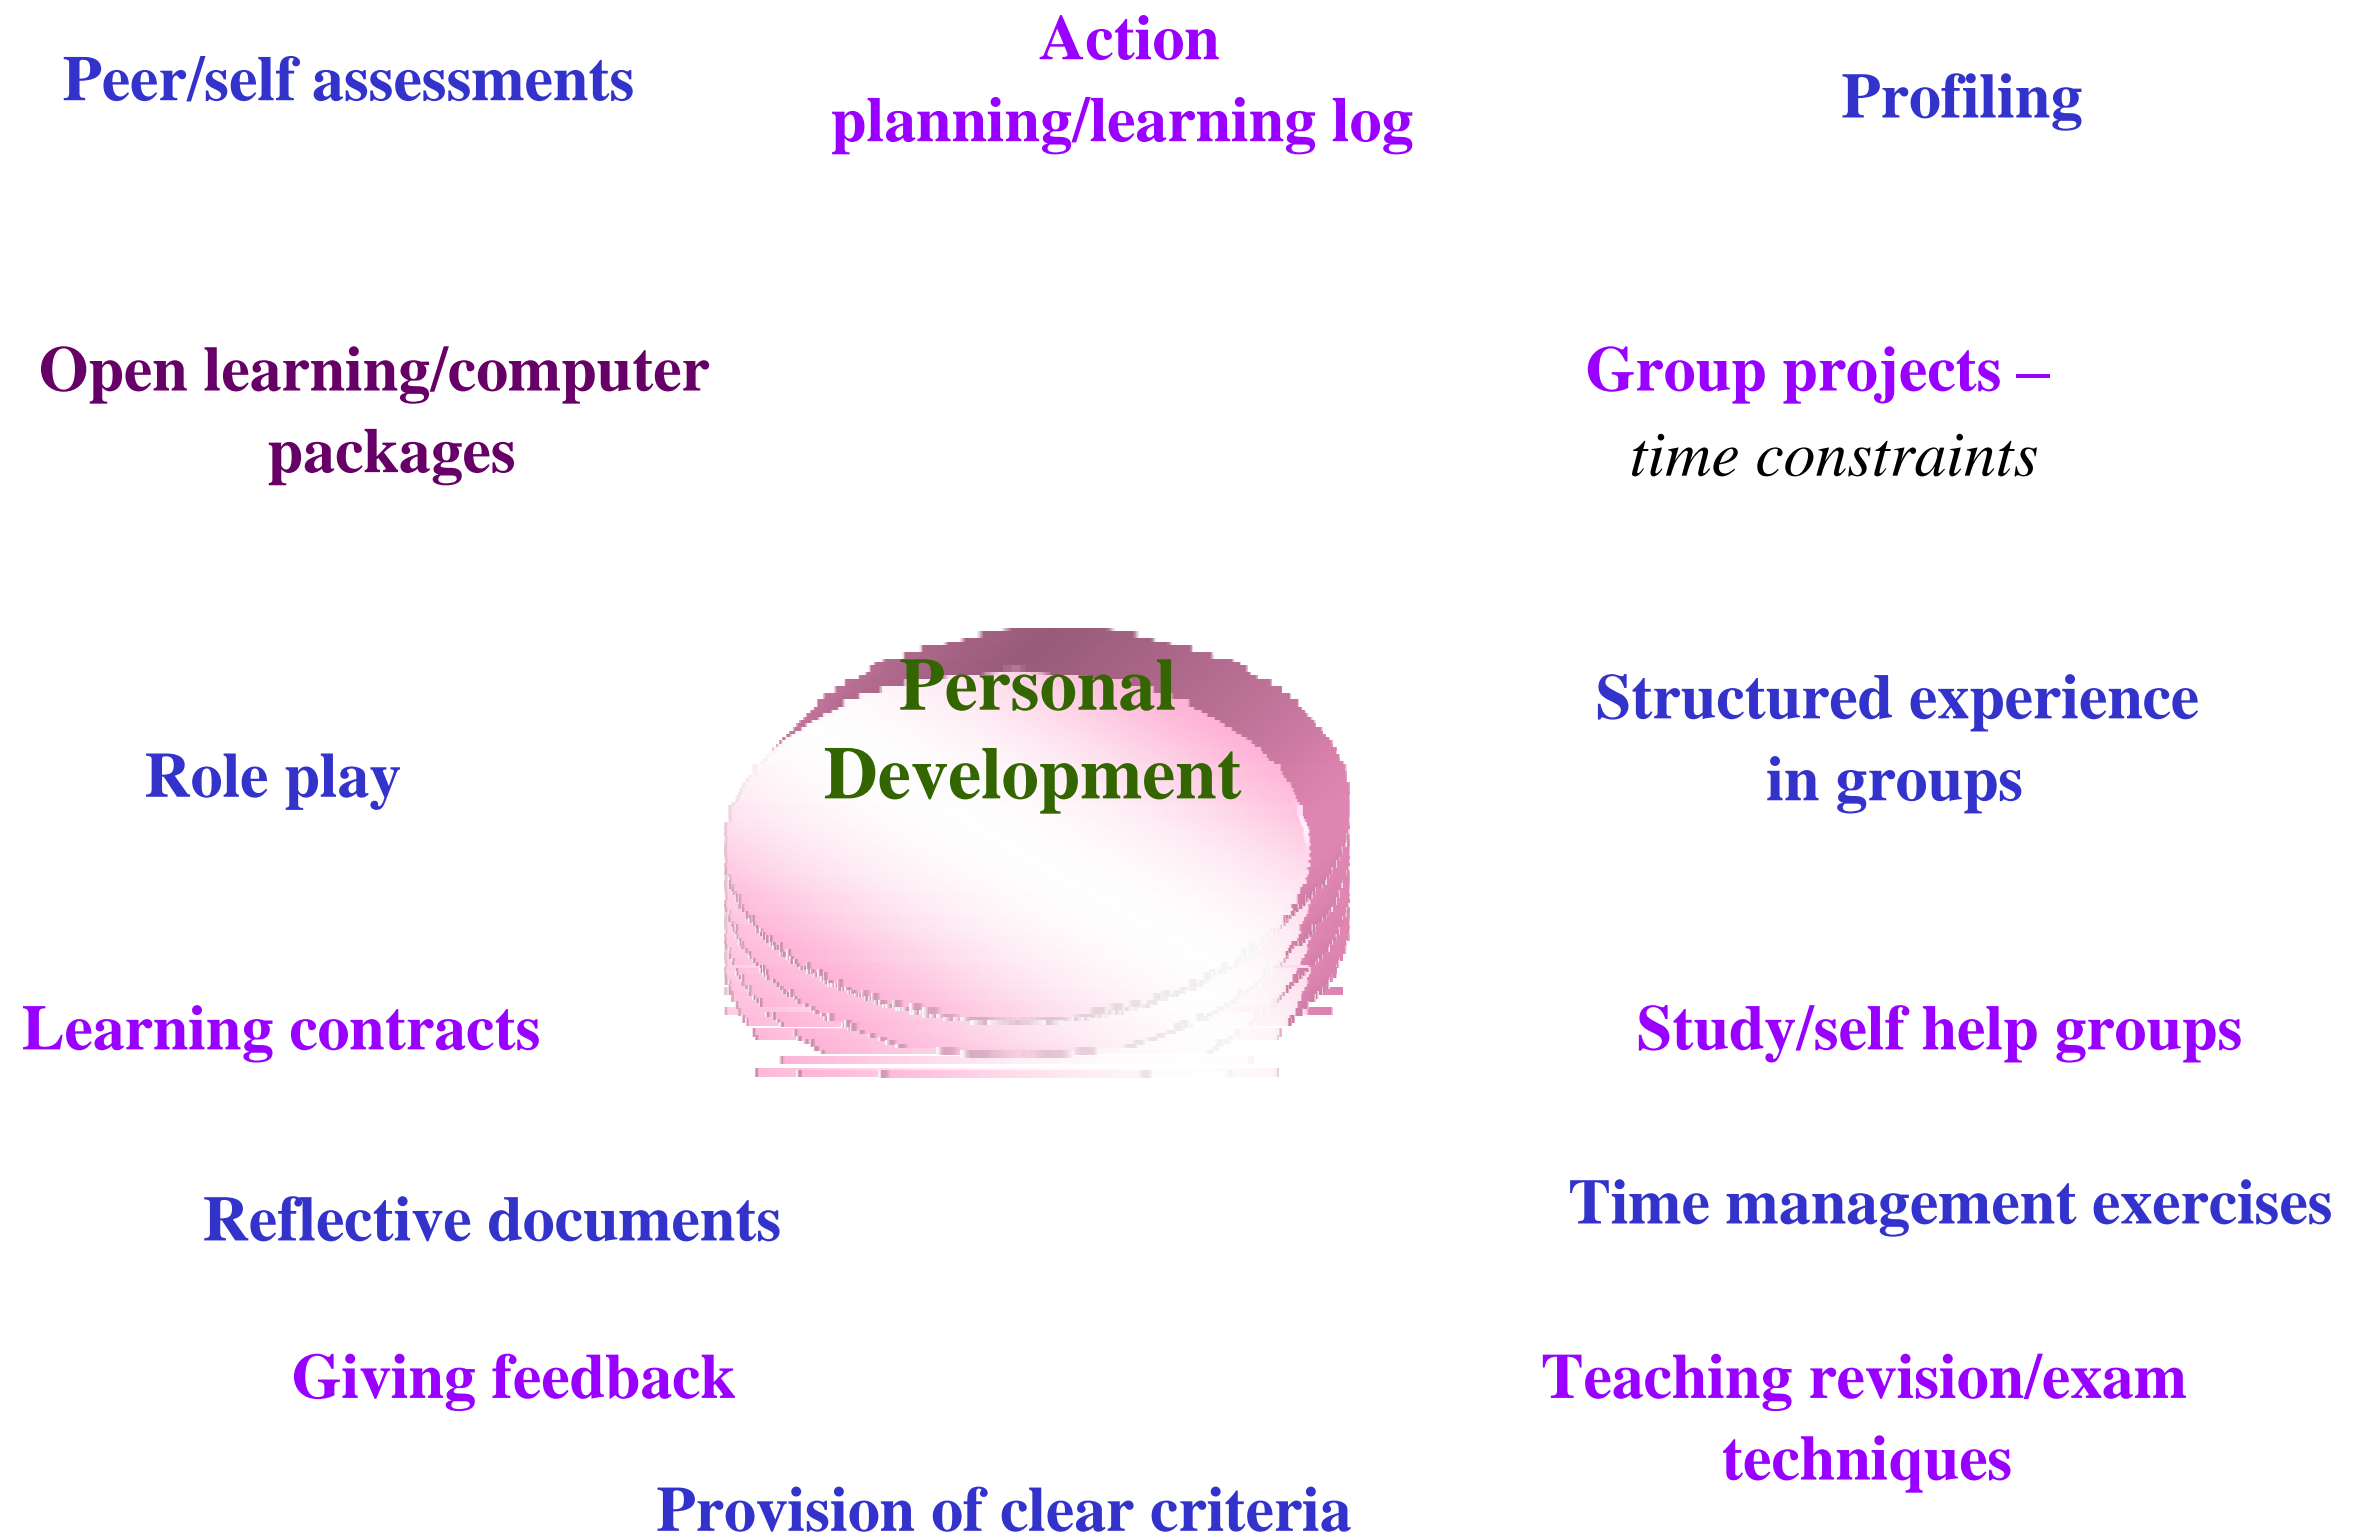 Peer/self assessments
Action
planning/learning log
Profiling
Open learning/computer
packages
Group projects –
time constraints
Personal
Development
Structured experience
in groups
Role play
Learning contracts
Study/self help groups
Reflective documents
Time management exercises
Giving feedback
Teaching revision/exam
techniques
Provision of clear criteria